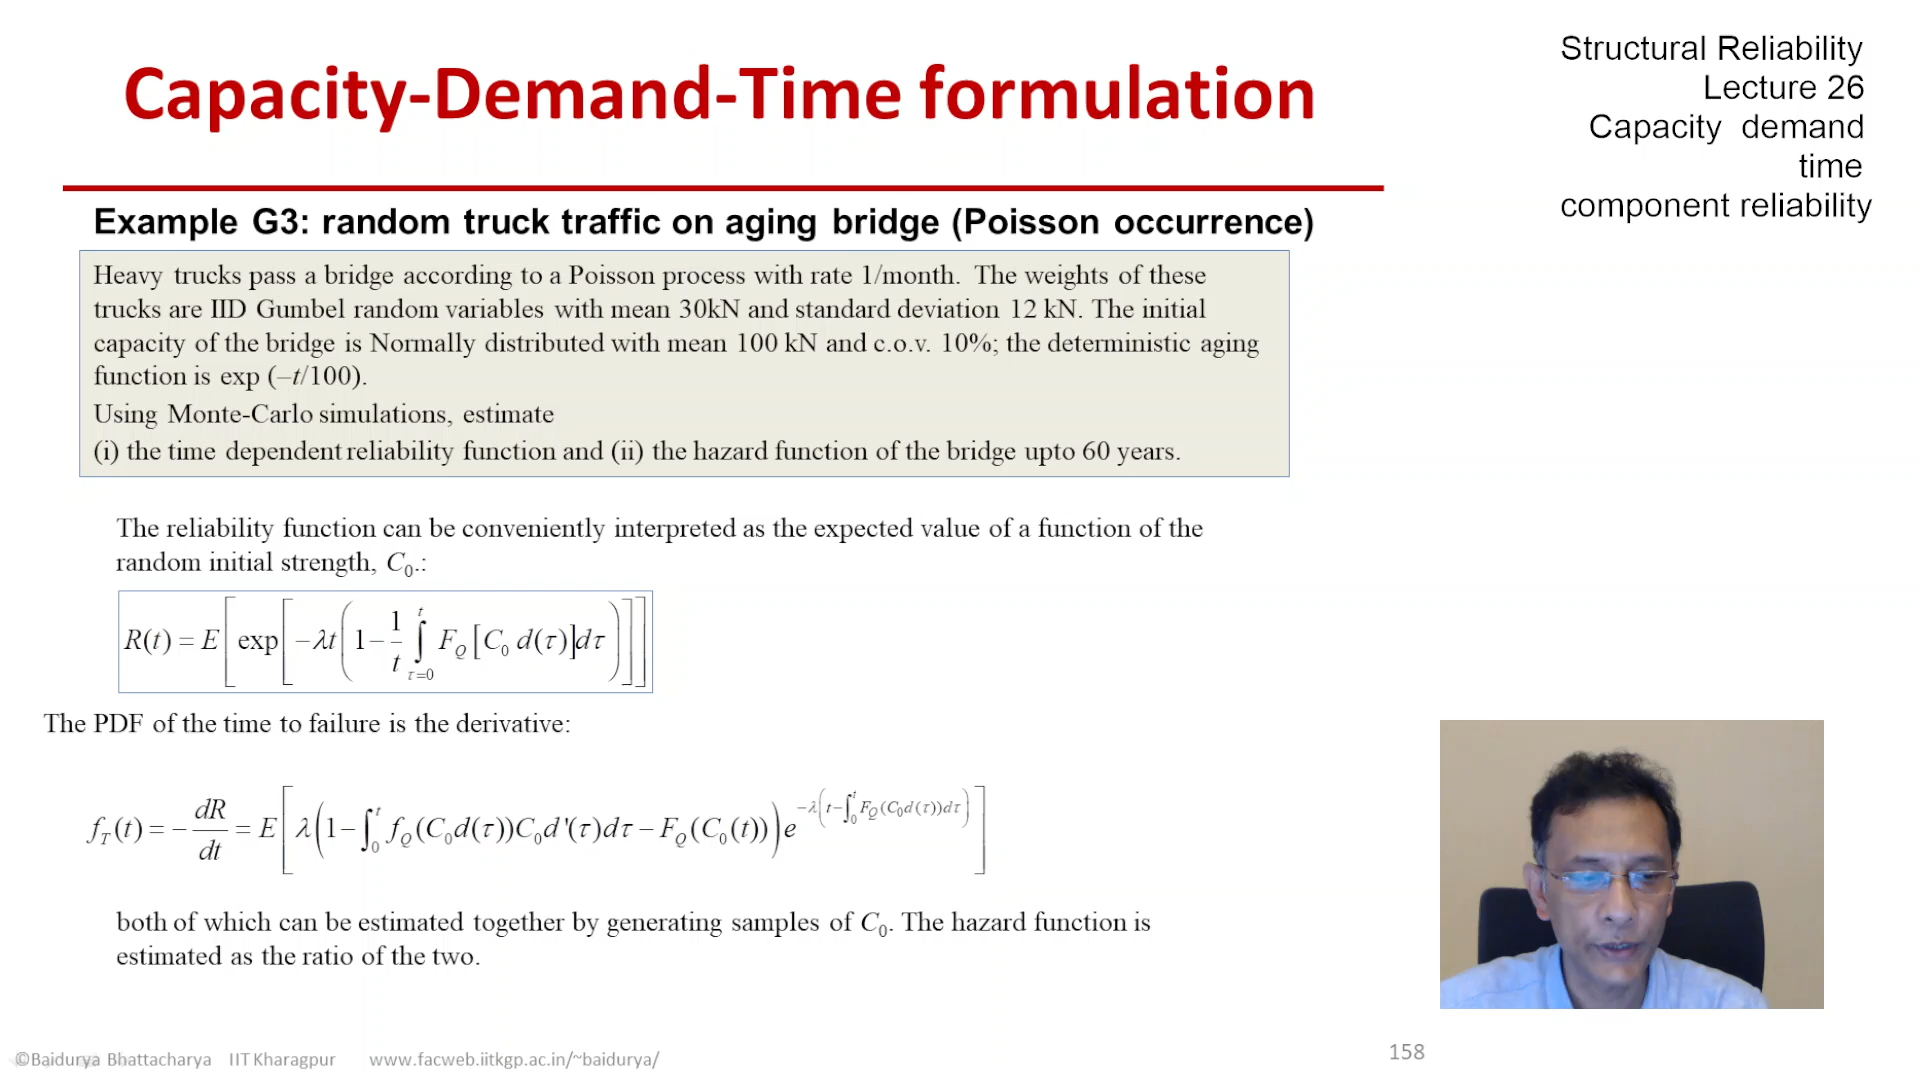 Capacity-Demand-Time formulation
Structural Reliability
Lecture 26
Capacity demand
time
component reliability
Example G3: random truck traffic on aging bridge (Poisson occurrence)
Heavy trucks pass a bridge according to a Poisson process with rate 1/month. The weights of these
trucks are IID Gumbel random variables with mean 30kN and standard deviation 12 kN. The initial
capacity of the bridge is Normally distributed with mean 100 kN and c.o.v. 10%; the deterministic aging
function is exp (–t/100).
Using Monte-Carlo simulations, estimate
(i) the time dependent reliability function and (ii) the hazard function of the bridge upto 60 years.
The reliability function can be conveniently interpreted as the expected value of a function of the
random initial strength, C₀.:
R(t) = E[exp[−λt(1−1/t ∫_{τ=0}^{t} F_Q[C₀ d(τ)]dτ)]]
The PDF of the time to failure is the derivative:
f_T(t) = −dR/dt = E[λ(1−∫₀ᵗ f_Q(C₀d(τ))C₀d'(τ)dτ − F_Q(C₀(t)))e^{−λ(t−∫₀ᵗ F_Q(C₀d(τ))dτ)}]
both of which can be estimated together by generating samples of C₀. The hazard function is
estimated as the ratio of the two.
©Baidurya Bhattacharya IIT Kharagpur www.facweb.iitkgp.ac.in/~baidurya/
158